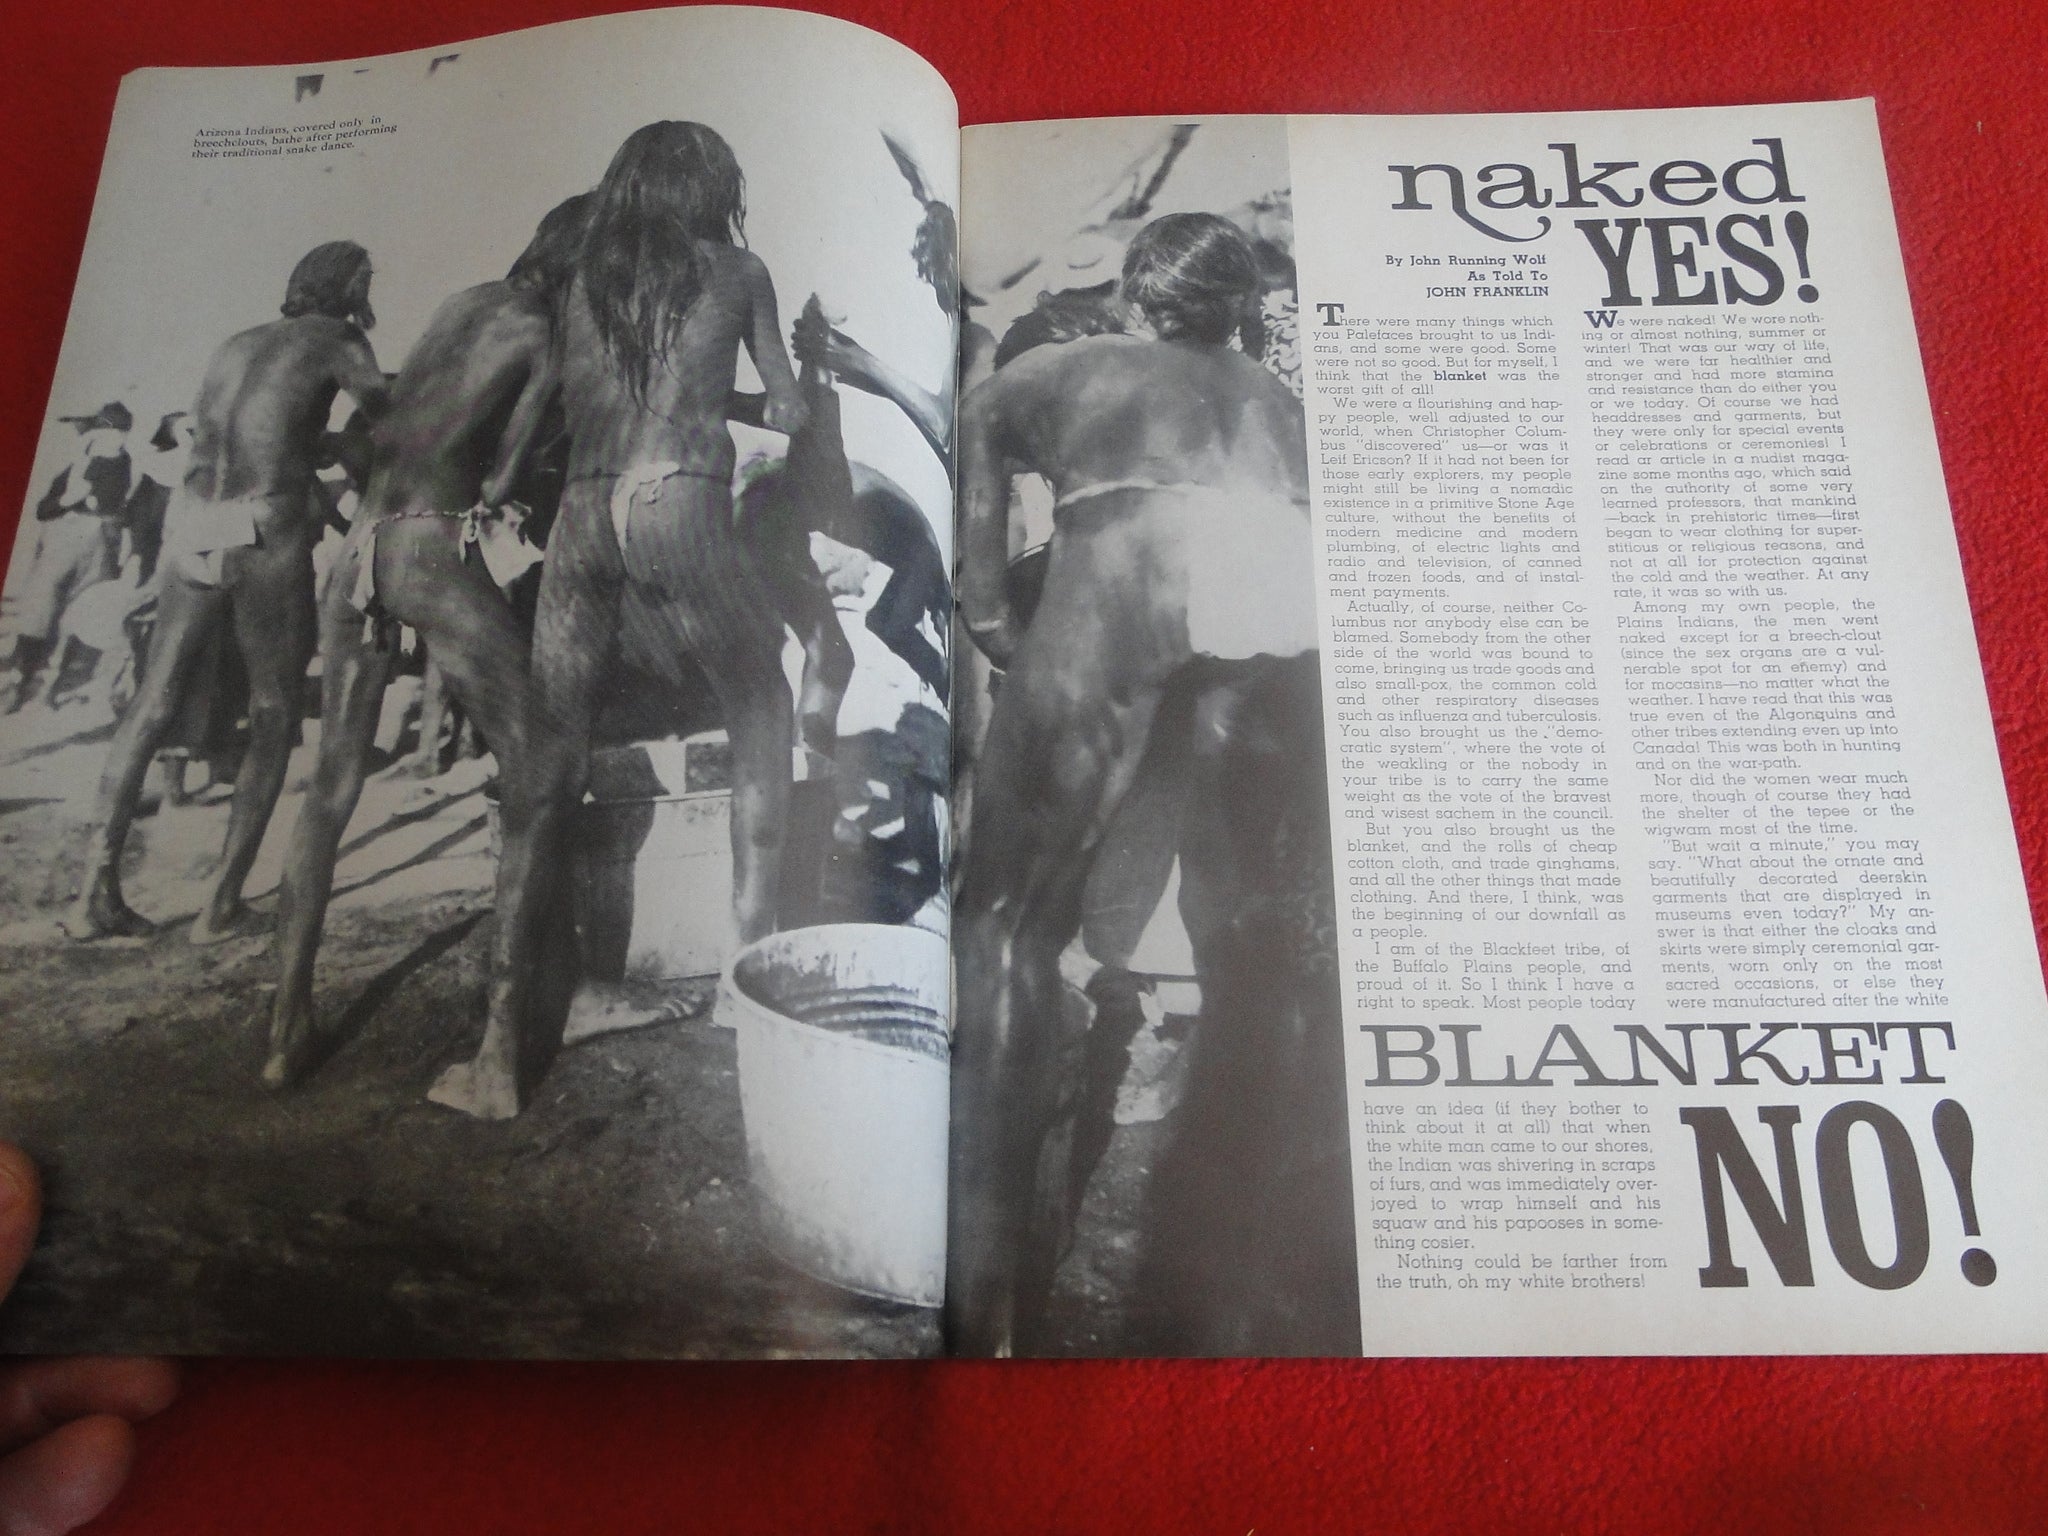 Arizona Indians, covered only in
breechclouts, bathe after performing
their traditional snake dance.
naked
YES!
By John Running Wolf
As Told To
JOHN FRANKLIN
There were many things which
you Palefaces brought to us Indi-
ans, and some were good. Some
were not so good. But for myself, I
think that the blanket was the
worst gift of all!
We were a flourishing and hap-
py people, well adjusted to our
world, when Christopher Colum-
bus "discovered" us—or was it
Leif Ericson? If it had not been for
those early explorers, my people
might still be living a nomadic
existence in a primitive Stone Age
culture, without the benefits of
modern medicine and modern
plumbing, of electric lights and
radio and television, of canned
and frozen foods, and of instal-
ment payments.
Actually, of course, neither Co-
lumbus nor anybody else can be
blamed. Somebody from the other
side of the world was bound to
come, bringing us trade goods and
also small-pox, the common cold
and other respiratory diseases
such as influenza and tuberculosis.
You also brought us the "demo-
cratic system", where the vote of
the weakling or the nobody in
your tribe is to carry the same
weight as the vote of the bravest
and wisest sachem in the council.
But you also brought us the
blanket, and the rolls of cheap
cotton cloth, and trade ginghams,
and all the other things that made
clothing. And there, I think, was
the beginning of our downfall as
a people.
I am of the Blackfeet tribe, of
the Buffalo Plains people, and
proud of it. So I think I have a
right to speak. Most people today
have an idea (if they bother to
think about it at all) that when
the white man came to our shores,
the Indian was shivering in scraps
of furs, and was immediately over-
joyed to wrap himself and his
squaw and his papooses in some-
thing cosier.
Nothing could be farther from
the truth, oh my white brothers!
We were naked! We wore noth-
ing or almost nothing, summer or
winter! That was our way of life,
and we were far healthier and
stronger and had more stamina
and resistance than do either you
or we today. Of course we had
headdresses and garments, but
they were only for special events
or celebrations or ceremonies! I
read ar article in a nudist maga-
zine some months ago, which said
on the authority of some very
learned professors, that mankind
—back in prehistoric times—first
began to wear clothing for super-
stitious or religious reasons, and
not at all for protection against
the cold and the weather. At any
rate, it was so with us.
Among my own people, the
Plains Indians, the men went
naked except for a breech-clout
(since the sex organs are a vul-
nerable spot for an enemy) and
for mocasins—no matter what the
weather. I have read that this was
true even of the Algonquins and
other tribes extending even up into
Canada! This was both in hunting
and on the war-path.
Nor did the women wear much
more, though of course they had
the shelter of the tepee or the
wigwam most of the time.
"But wait a minute," you may
say. "What about the ornate and
beautifully decorated deerskin
garments that are displayed in
museums even today?" My an-
swer is that either the cloaks and
skirts were simply ceremonial gar-
ments, worn only on the most
sacred occasions, or else they
were manufactured after the white
BLANKET
NO!